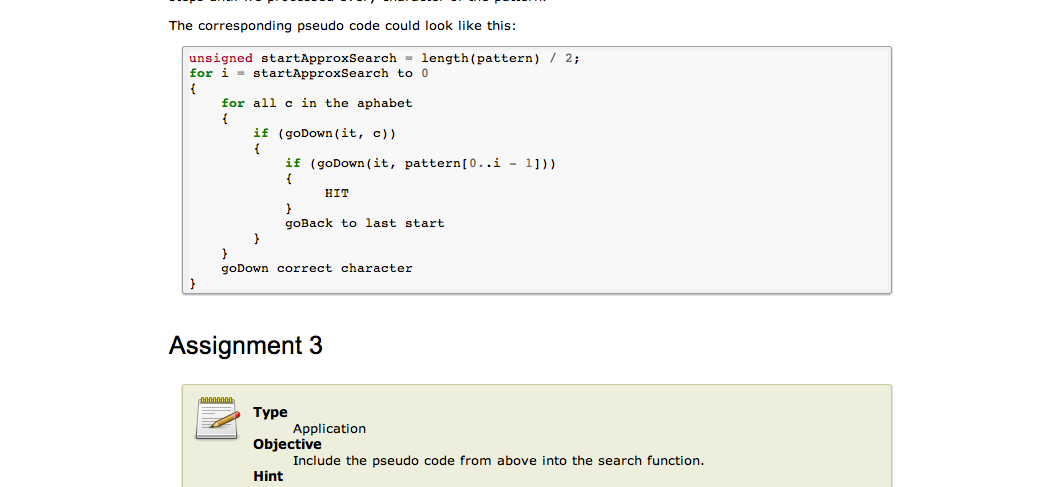 The corresponding pseudo code could look like this:
unsigned startApproxSearch = length(pattern) / 2;
for i = startApproxSearch to 0
{
    for all c in the aphabet
    {
        if (goDown(it, c))
        {
            if (goDown(it, pattern[0..i - 1]))
            {
                 HIT
            }
            goBack to last start
        }
    }
    goDown correct character
}
Assignment 3
Type
Application
Objective
Include the pseudo code from above into the search function.
Hint